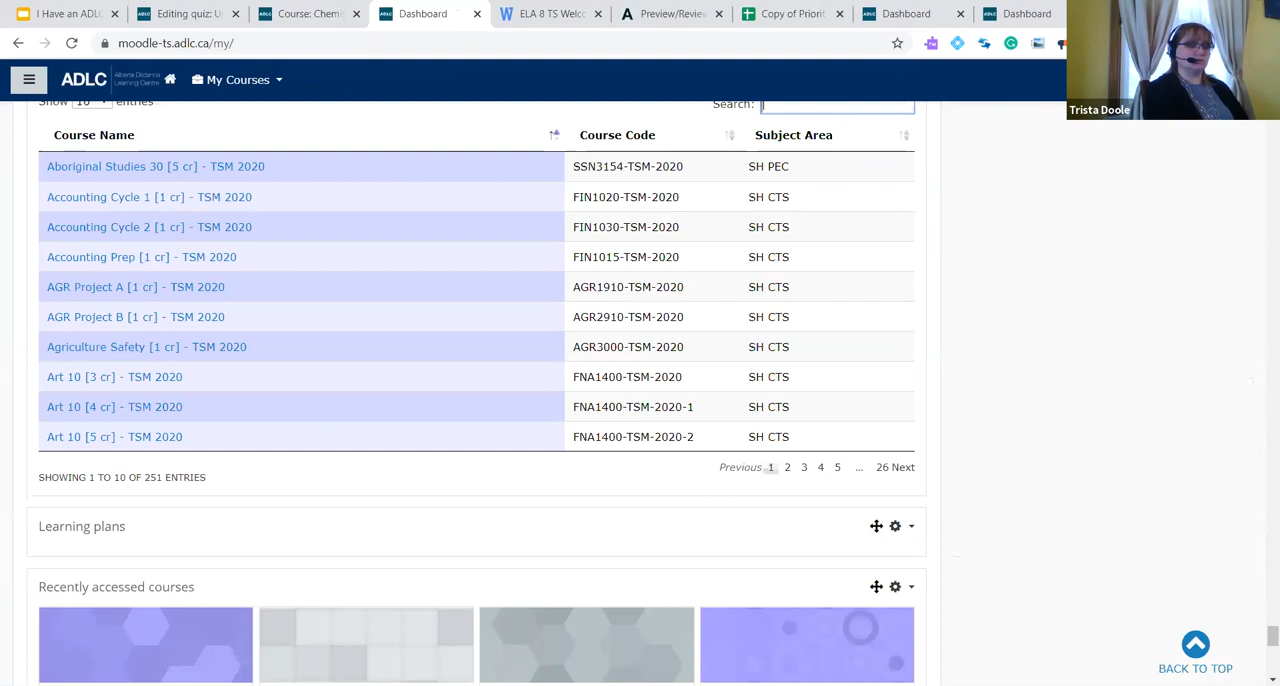 I Have an ADLC
Editing quiz: U
Course: Chemi
Dashboard
ELA 8 TS Welc
Preview/Review
Copy of Priorit
Dashboard
Dashboard
moodle-ts.adlc.ca/my/
ADLC Alberta Distance Learning Centre My Courses
Trista Doole
Show 10 entries Search:
Course Name Course Code Subject Area
Aboriginal Studies 30 [5 cr] - TSM 2020 SSN3154-TSM-2020 SH PEC
Accounting Cycle 1 [1 cr] - TSM 2020 FIN1020-TSM-2020 SH CTS
Accounting Cycle 2 [1 cr] - TSM 2020 FIN1030-TSM-2020 SH CTS
Accounting Prep [1 cr] - TSM 2020 FIN1015-TSM-2020 SH CTS
AGR Project A [1 cr] - TSM 2020 AGR1910-TSM-2020 SH CTS
AGR Project B [1 cr] - TSM 2020 AGR2910-TSM-2020 SH CTS
Agriculture Safety [1 cr] - TSM 2020 AGR3000-TSM-2020 SH CTS
Art 10 [3 cr] - TSM 2020 FNA1400-TSM-2020 SH CTS
Art 10 [4 cr] - TSM 2020 FNA1400-TSM-2020-1 SH CTS
Art 10 [5 cr] - TSM 2020 FNA1400-TSM-2020-2 SH CTS
SHOWING 1 TO 10 OF 251 ENTRIES Previous 1 2 3 4 5 ... 26 Next
Learning plans
Recently accessed courses
BACK TO TOP